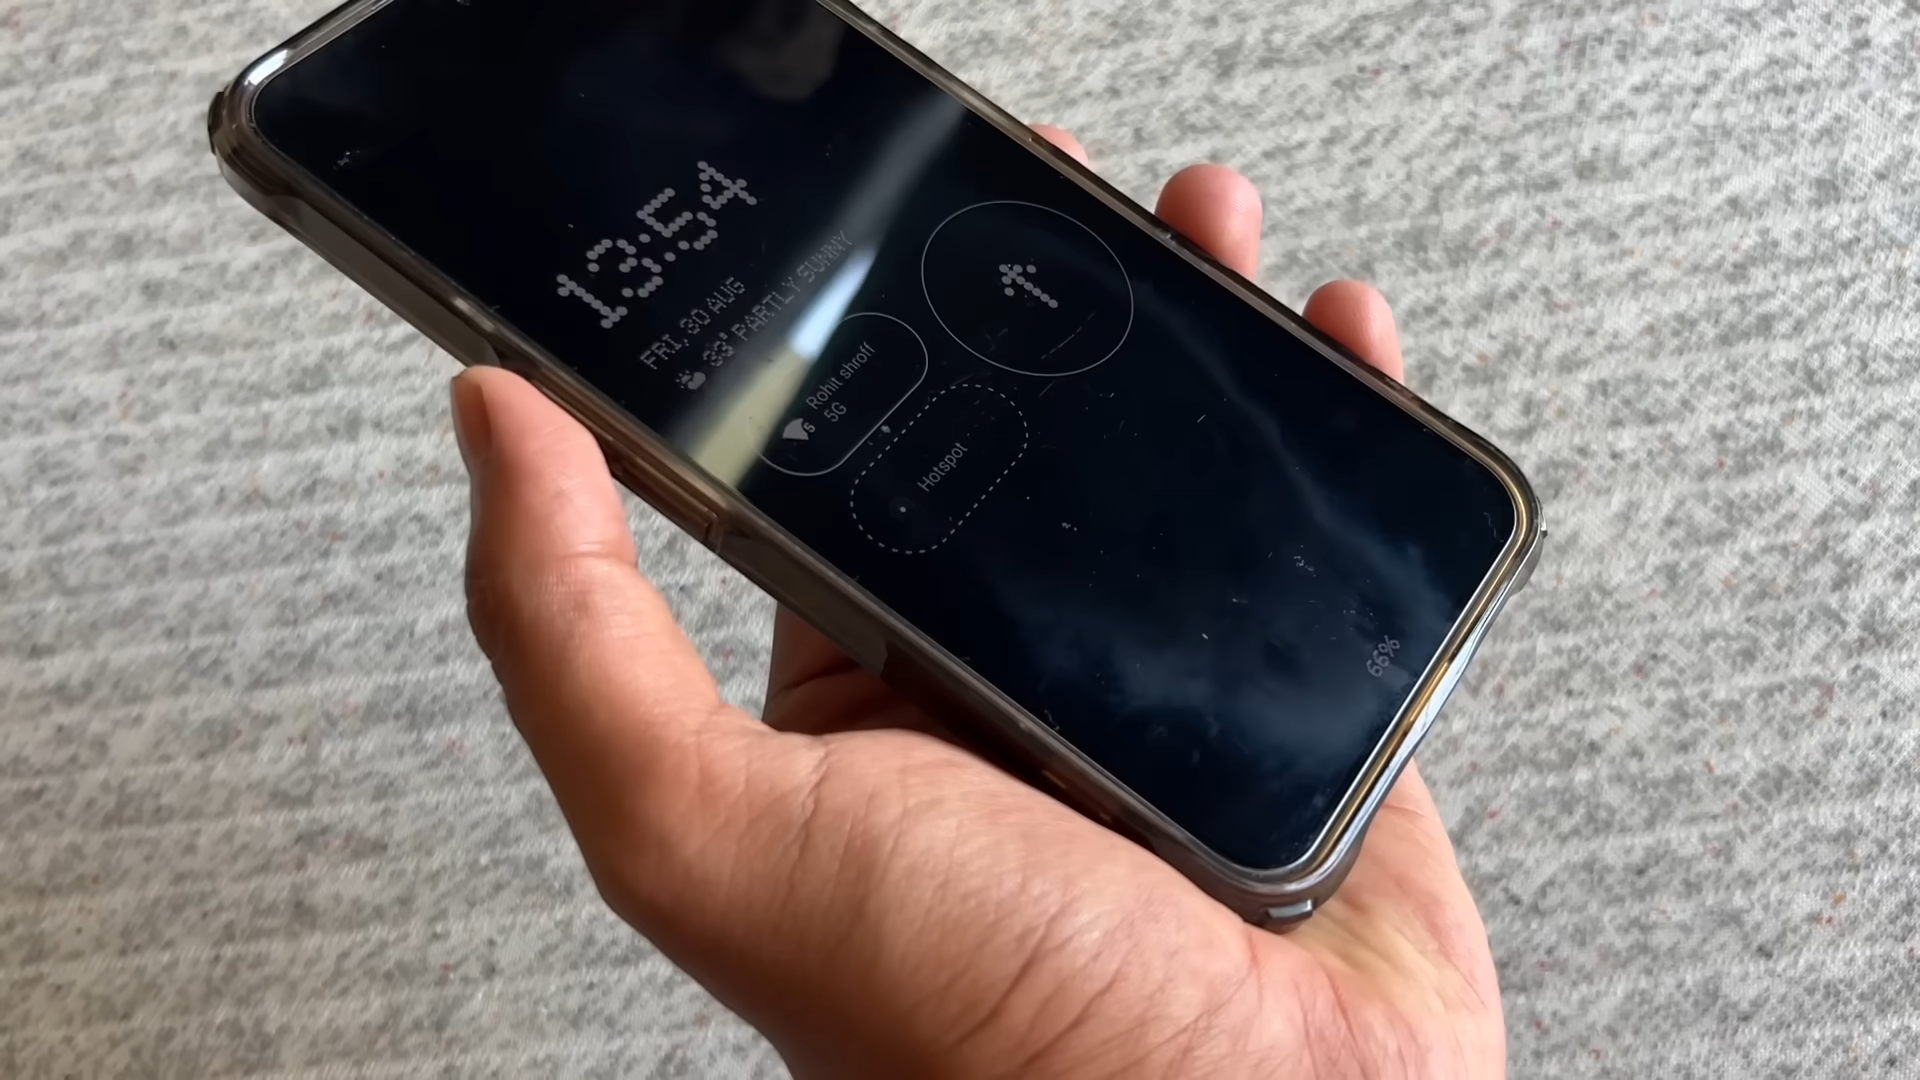 13:54
FRI, 30 AUG
33° PARTLY SUNNY
Rohit shroff
5G
Hotspot
66%